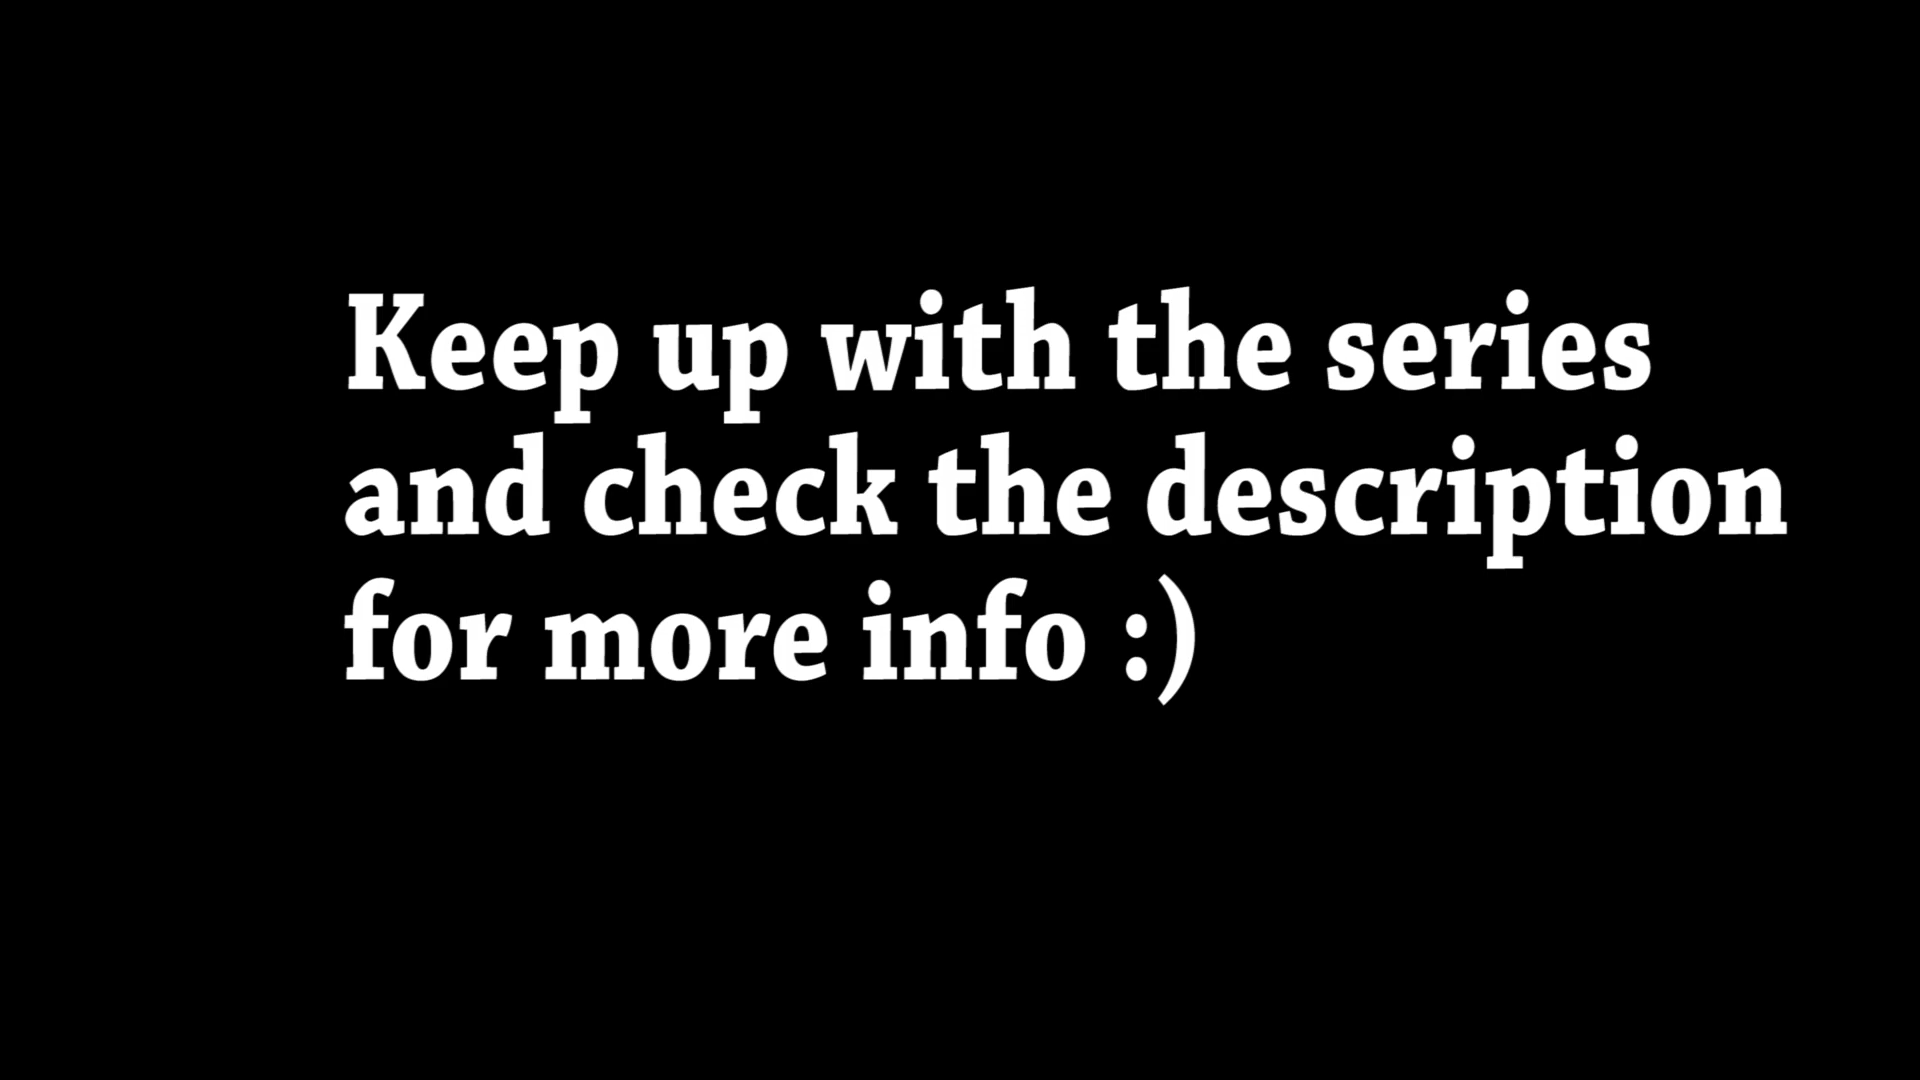 Keep up with the series
and check the description
for more info :)